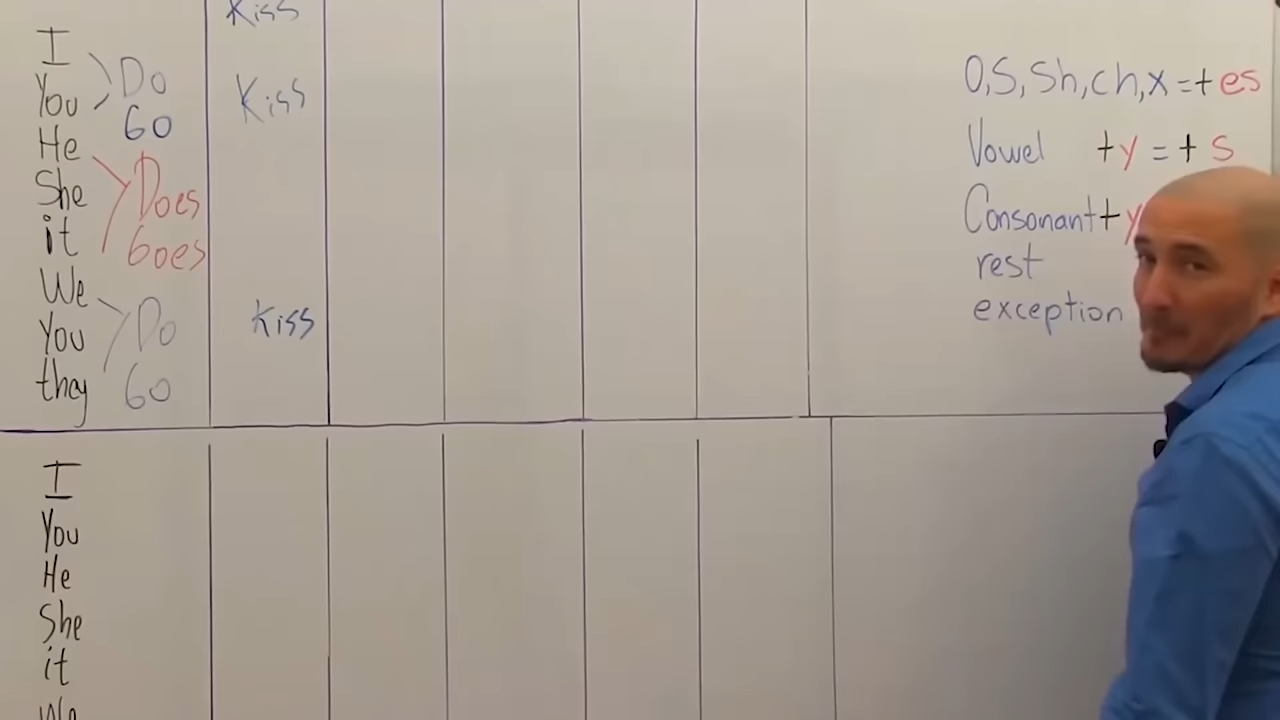 Kiss
I
You
Do
Go
Kiss
He
She
it
Does
Goes
We
You
they
Do
Go
Kiss
O,S,Sh,ch,x=+es
Vowel +y=+s
Consonant+y
rest
exception
I
You
He
She
it
We